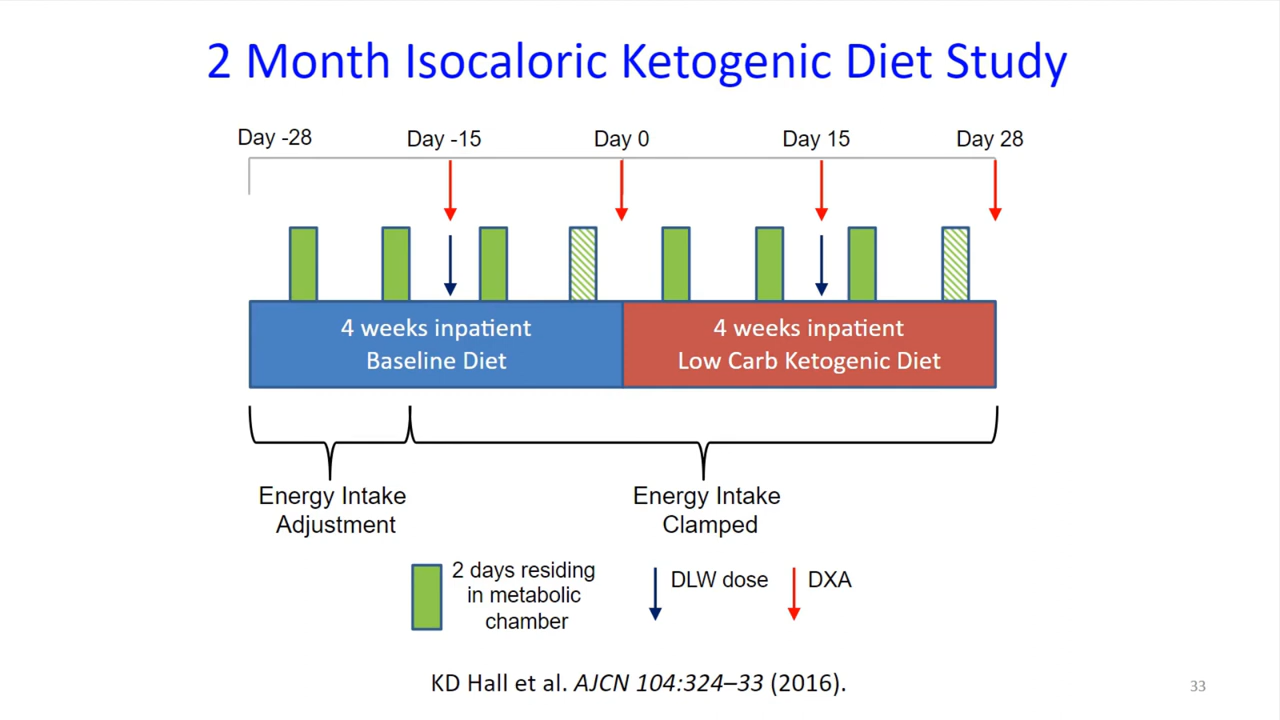 2 Month Isocaloric Ketogenic Diet Study
Day -28
Day -15
Day 0
Day 15
Day 28
4 weeks inpatient
Baseline Diet
4 weeks inpatient
Low Carb Ketogenic Diet
Energy Intake
Adjustment
Energy Intake
Clamped
2 days residing
in metabolic
chamber
DLW dose
DXA
KD Hall et al. AJCN 104:324–33 (2016).
33